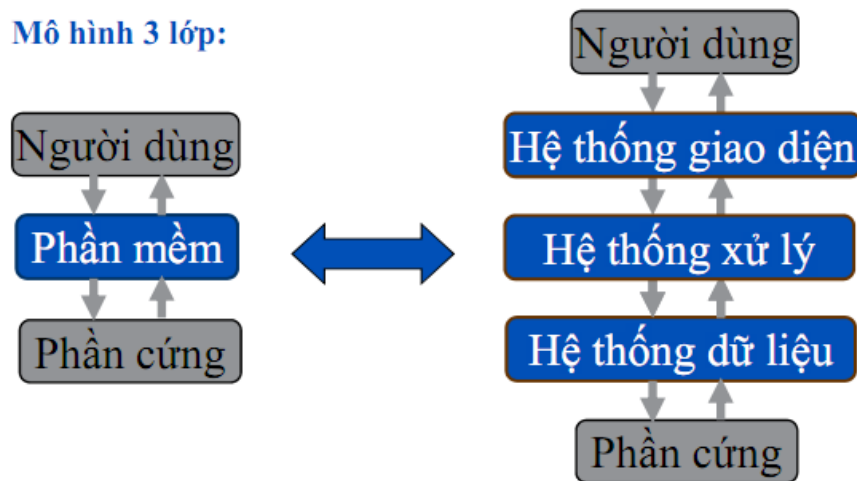 Mô hình 3 lớp:
Người dùng
Phần mềm
Phần cứng
Người dùng
Hệ thống giao diện
Hệ thống xử lý
Hệ thống dữ liệu
Phần cứng